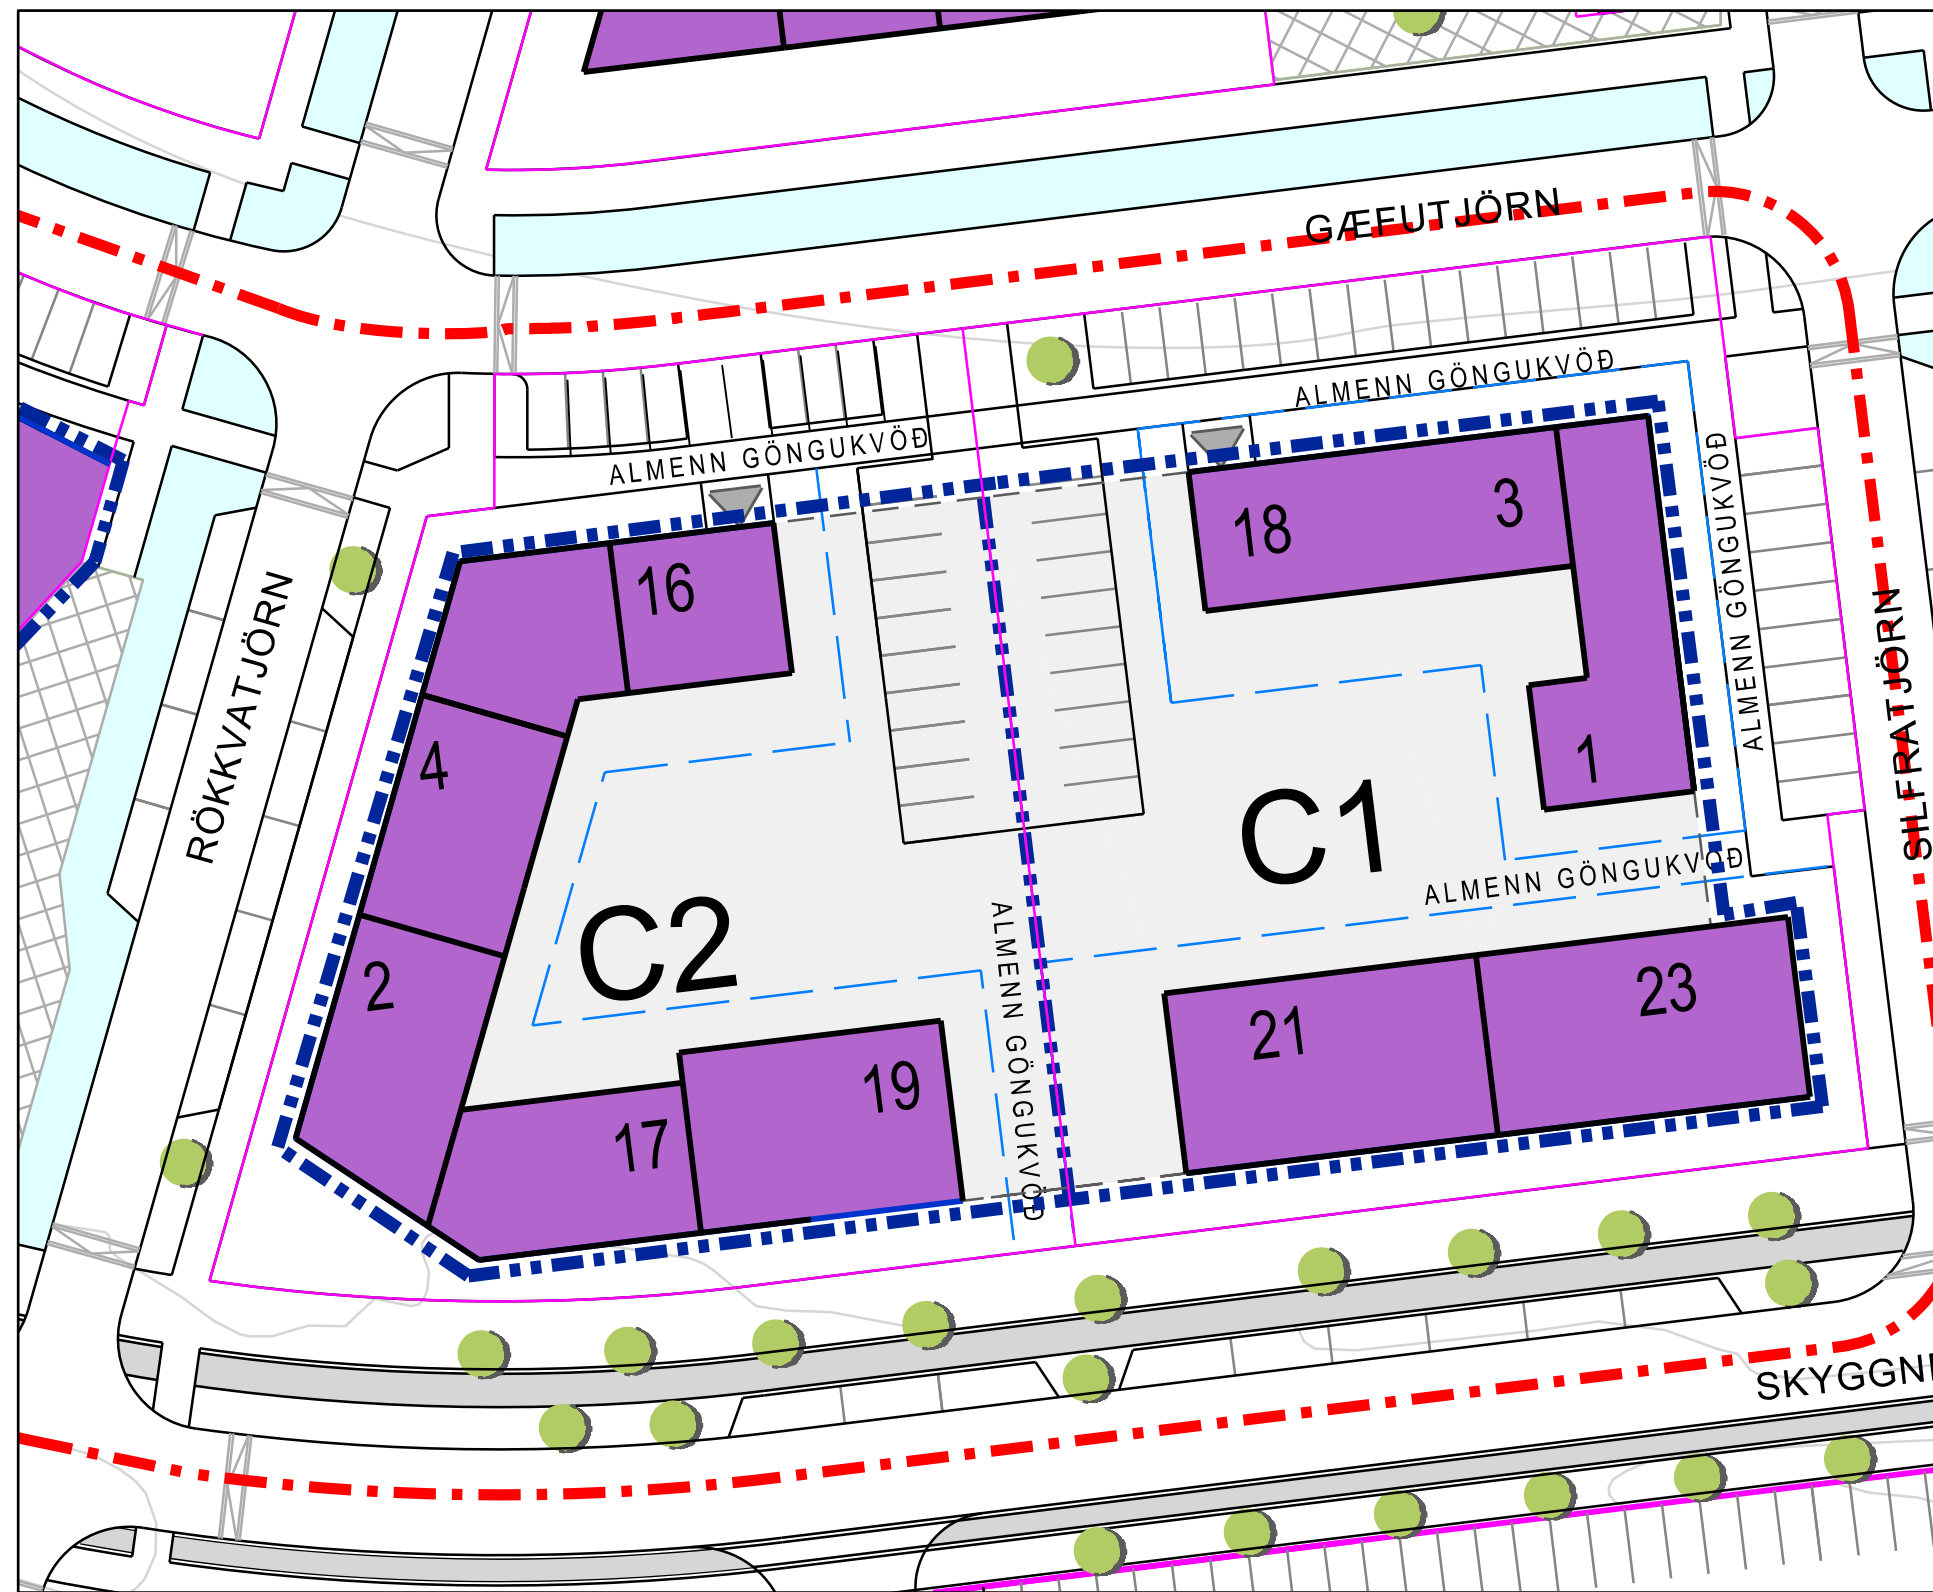 GÆFUTJÖRN
ALMENN GÖNGUKVÖÐ
ALMENN GÖNGUKVÖÐ
ALMENN GÖNGUKVÖÐ
18
3
16
RÖKKVATJÖRN
SILFRATJÖRN
4
1
C1
ALMENN GÖNGUKVÖÐ
C2
ALMENN GÖNGUKVÖÐ
2
23
21
19
17
SKYGGNI